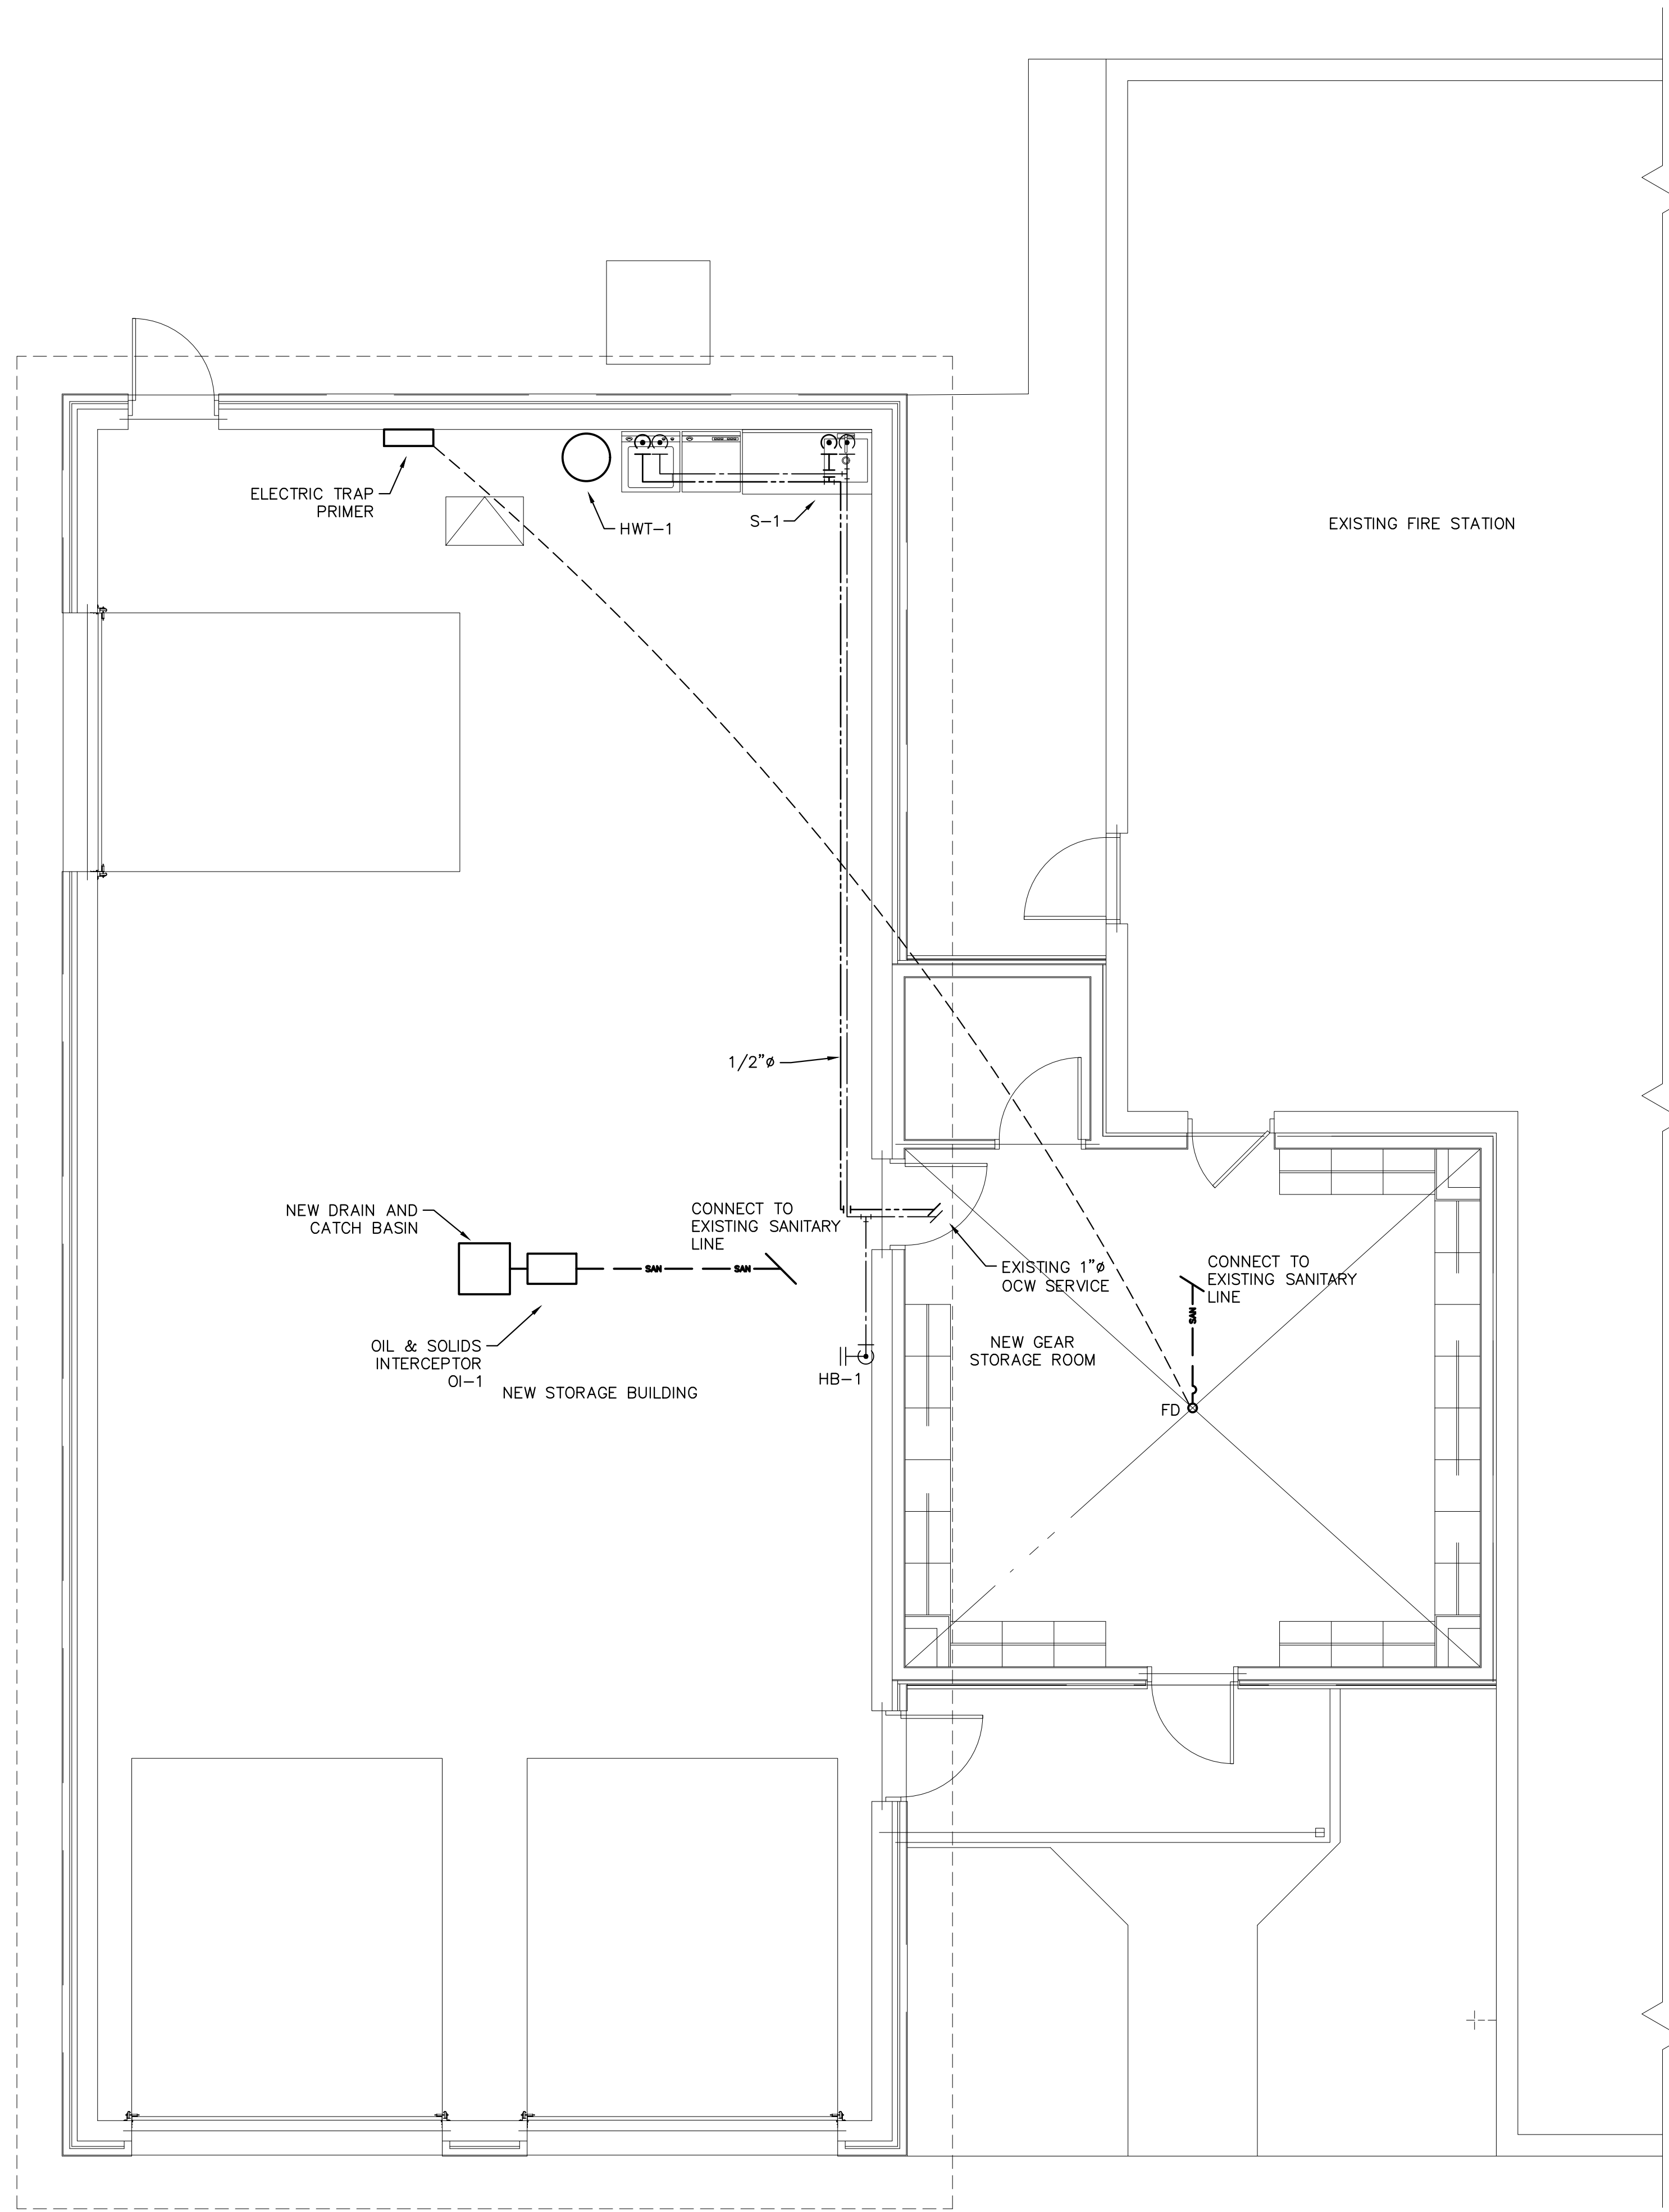 ELECTRIC TRAP
PRIMER
HWT-1
S-1
EXISTING FIRE STATION
1/2"ø
NEW DRAIN AND
CATCH BASIN
CONNECT TO
EXISTING SANITARY
LINE
SAN
SAN
EXISTING 1"ø
OCW SERVICE
CONNECT TO
EXISTING SANITARY
LINE
SAN
OIL & SOLIDS
INTERCEPTOR
OI-1
NEW STORAGE BUILDING
HB-1
NEW GEAR
STORAGE ROOM
FD